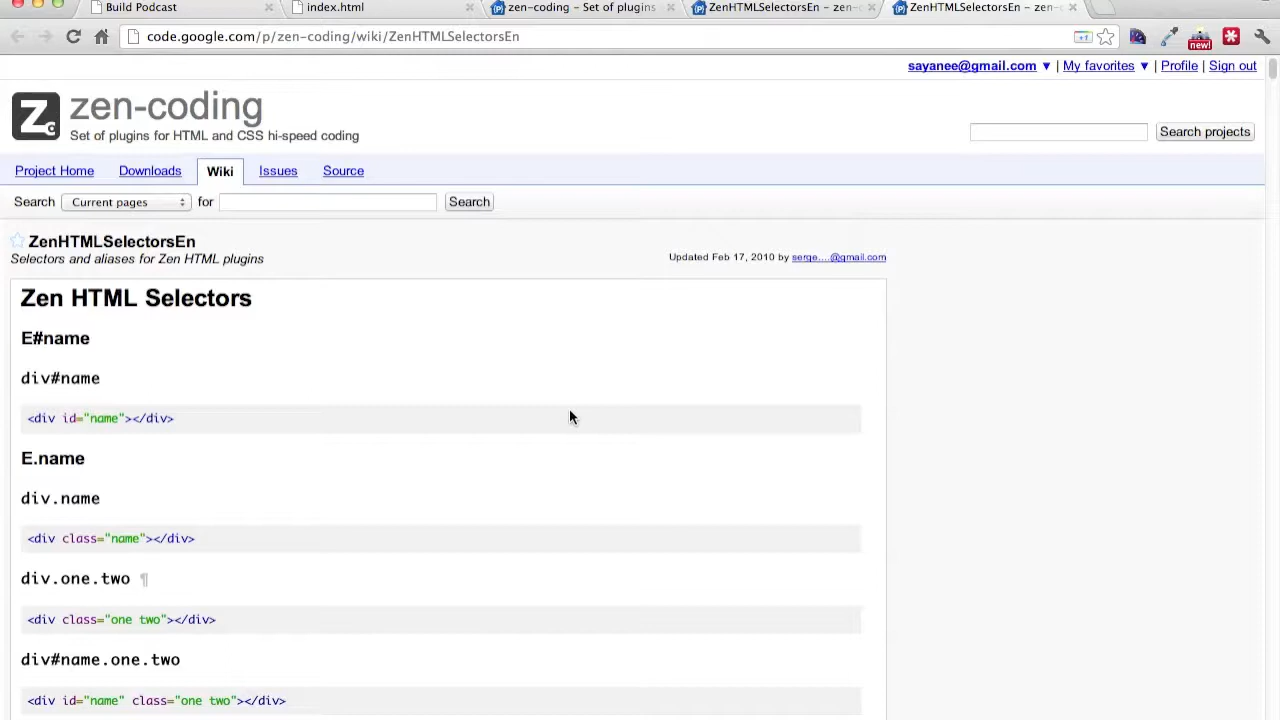 Build Podcast
index.html
zen-coding - Set of plugins
ZenHTMLSelectorsEn - zen-
ZenHTMLSelectorsEn - zen-
code.google.com/p/zen-coding/wiki/ZenHTMLSelectorsEn
new!
sayanee@gmail.com ▼ | My favorites ▼ | Profile | Sign out
zen-coding
Set of plugins for HTML and CSS hi-speed coding
Search projects
Project Home Downloads Wiki Issues Source
Search Current pages for Search
ZenHTMLSelectorsEn
Selectors and aliases for Zen HTML plugins
Updated Feb 17, 2010 by serge....@gmail.com
Zen HTML Selectors
E#name
div#name
<div id="name"></div>
E.name
div.name
<div class="name"></div>
div.one.two ¶
<div class="one two"></div>
div#name.one.two
<div id="name" class="one two"></div>